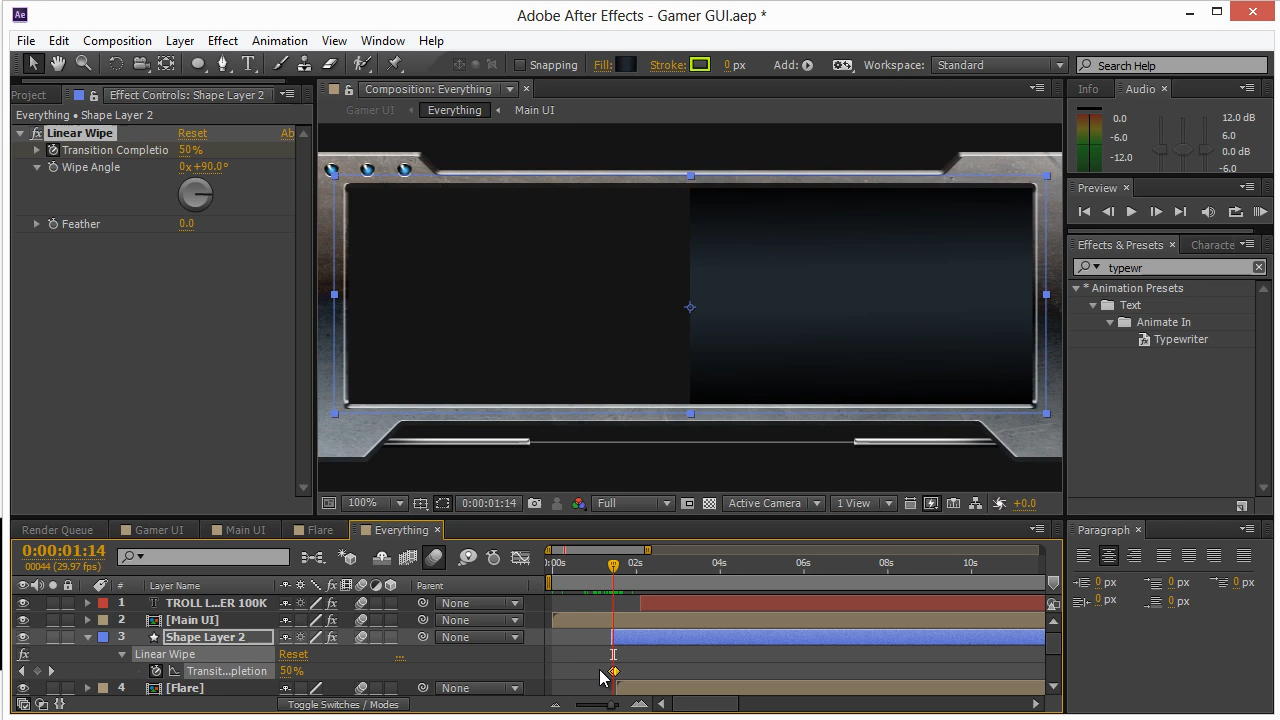 Ae Adobe After Effects - Gamer GUI.aep *
File Edit Composition Layer Effect Animation View Window Help
T Snapping Fill: Stroke: 0 px Add: Workspace: Standard Search Help
Project Effect Controls: Shape Layer 2
Composition: Everything
Info Audio
Everything • Shape Layer 2
Gamer UI Everything Main UI
fx Linear Wipe Reset Ab
Transition Completio 50%
Wipe Angle 0x+90.0°
Feather 0.0
0.0 12.0 dB
-6.0 6.0
-12.0 0.0 dB
-6.0
Preview
Effects & Presets Characte
typewr
* Animation Presets
Text
Animate In
Typewriter
100% 0:00:01:14 Full Active Camera 1 View +0.0
Render Queue Gamer UI Main UI Flare Everything
0:00:01:14
00044 (29.97 fps)
:00s 02s 04s 06s 08s 10s
# Layer Name Parent
1 T TROLL L...ER 100K None
2 [Main UI] None
3 Shape Layer 2 None
fx Linear Wipe Reset ...
Transit...pletion 50%
4 [Flare] None
Toggle Switches / Modes
Paragraph
0 px 0 px 0 px
0 px 0 px